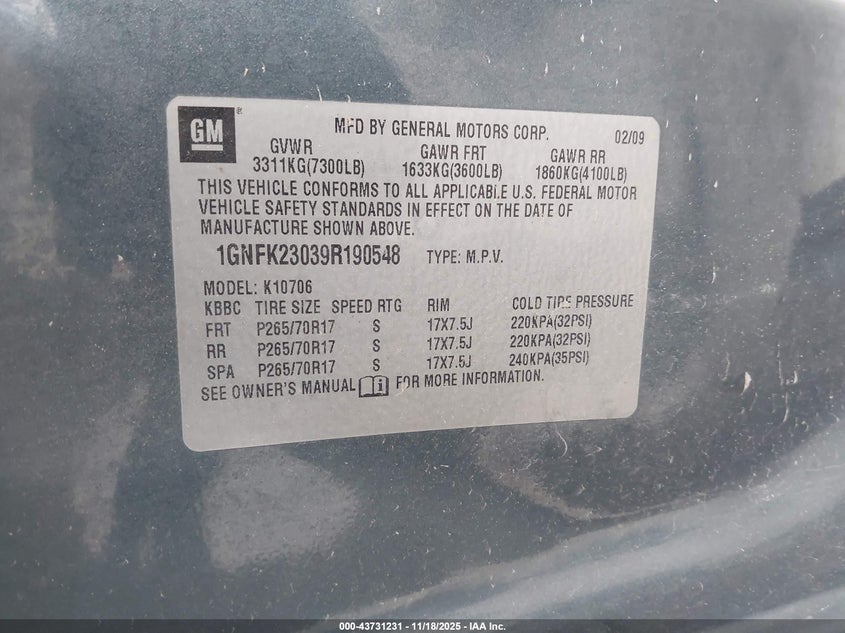 GM ®
MFD BY GENERAL MOTORS CORP. 02/09
GVWR GAWR FRT GAWR RR
3311KG(7300LB) 1633KG(3600LB) 1860KG(4100LB)
THIS VEHICLE CONFORMS TO ALL APPLICABLE U.S. FEDERAL MOTOR
VEHICLE SAFETY STANDARDS IN EFFECT ON THE DATE OF
MANUFACTURE SHOWN ABOVE.
1GNFK23039R190548 TYPE: M.P.V.
MODEL: K10706
KBBC TIRE SIZE SPEED RTG RIM COLD TIRE PRESSURE
FRT P265/70R17 S 17X7.5J 220KPA(32PSI)
RR P265/70R17 S 17X7.5J 220KPA(32PSI)
SPA P265/70R17 S 17X7.5J 240KPA(35PSI)
SEE OWNER'S MANUAL FOR MORE INFORMATION.
000-43731231 - 11/18/2025 - IAA Inc.